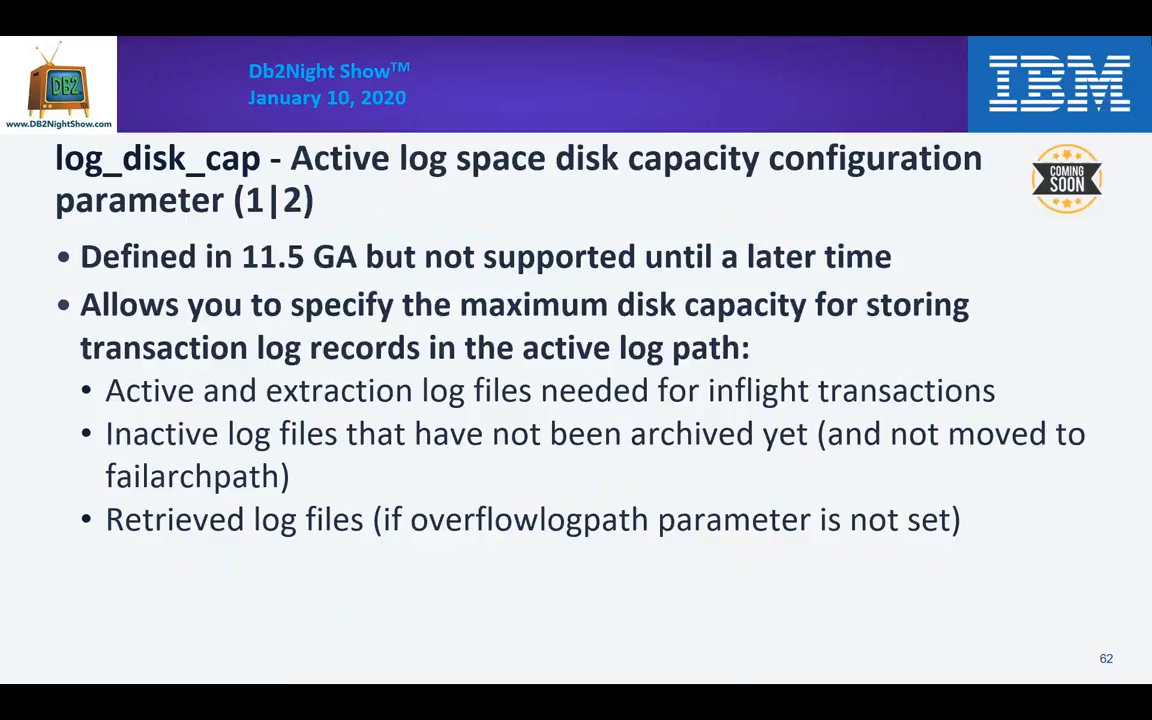 Db2Night Show™
January 10, 2020
DB2
www.DB2NightShow.com
IBM
log_disk_cap - Active log space disk capacity configuration
parameter (1|2)
COMING
SOON
• Defined in 11.5 GA but not supported until a later time
• Allows you to specify the maximum disk capacity for storing
transaction log records in the active log path:
• Active and extraction log files needed for inflight transactions
• Inactive log files that have not been archived yet (and not moved to
failarchpath)
• Retrieved log files (if overflowlogpath parameter is not set)
62